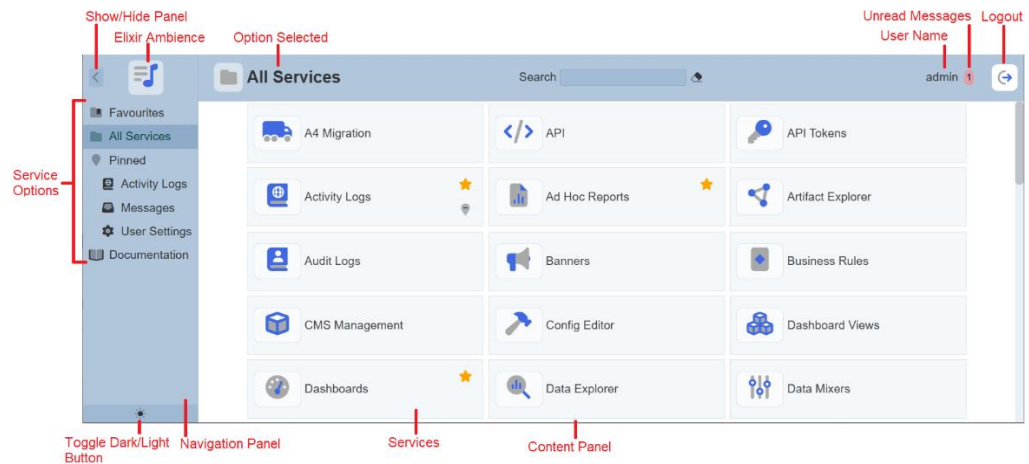 Show/Hide Panel
Elixir Ambience
Option Selected
Unread Messages
Logout
User Name
All Services
Search
admin
1
Favourites
All Services
Pinned
Activity Logs
Messages
User Settings
Documentation
Service
Options
A4 Migration
API
API Tokens
Activity Logs
Ad Hoc Reports
Artifact Explorer
Audit Logs
Banners
Business Rules
CMS Management
Config Editor
Dashboard Views
Dashboards
Data Explorer
Data Mixers
Toggle Dark/Light
Button
Navigation Panel
Services
Content Panel